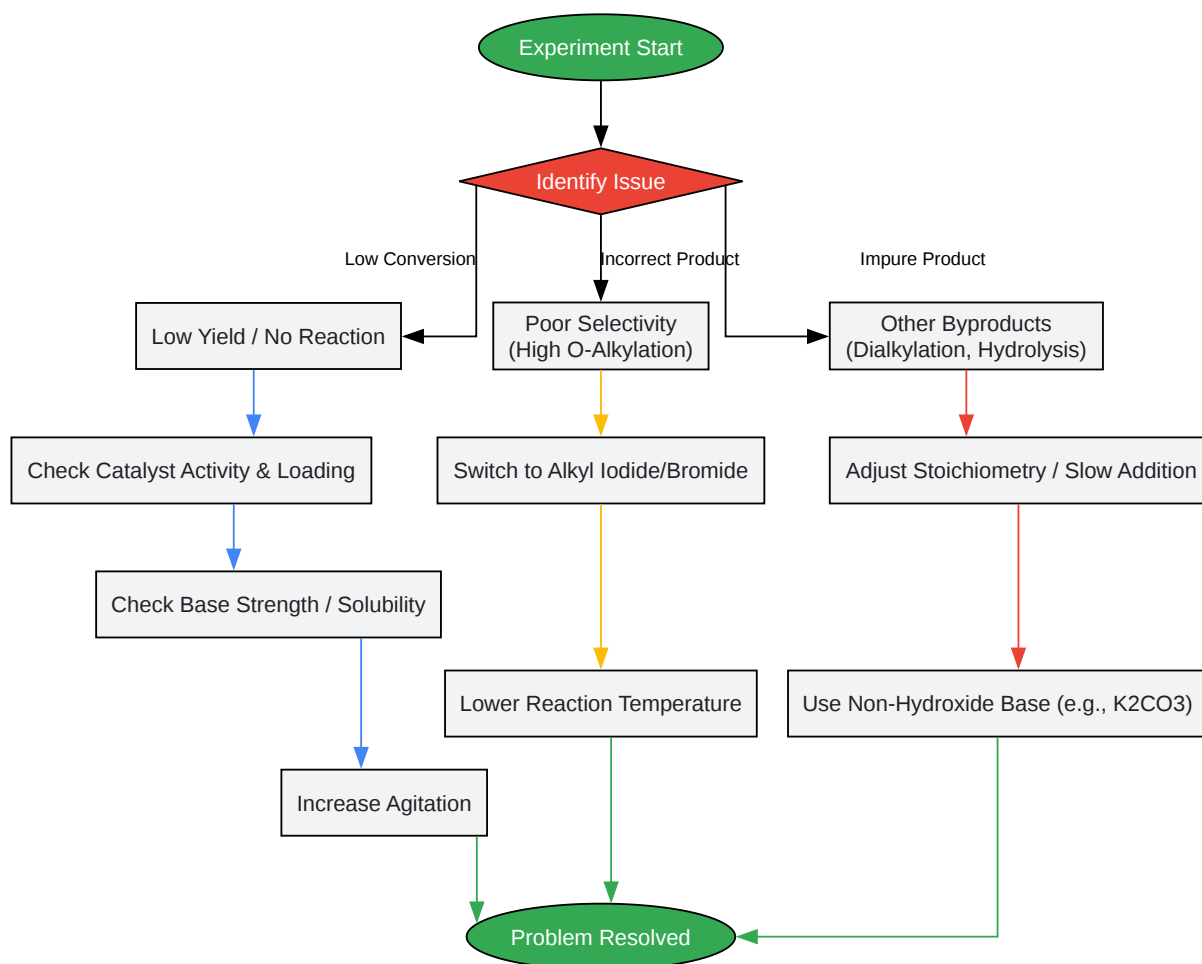 Experiment Start
Identify Issue
Low Conversion
Incorrect Product
Impure Product
Low Yield / No Reaction
Poor Selectivity
(High O-Alkylation)
Other Byproducts
(Dialkylation, Hydrolysis)
Check Catalyst Activity & Loading
Switch to Alkyl Iodide/Bromide
Adjust Stoichiometry / Slow Addition
Check Base Strength / Solubility
Lower Reaction Temperature
Use Non-Hydroxide Base (e.g., K2CO3)
Increase Agitation
Problem Resolved